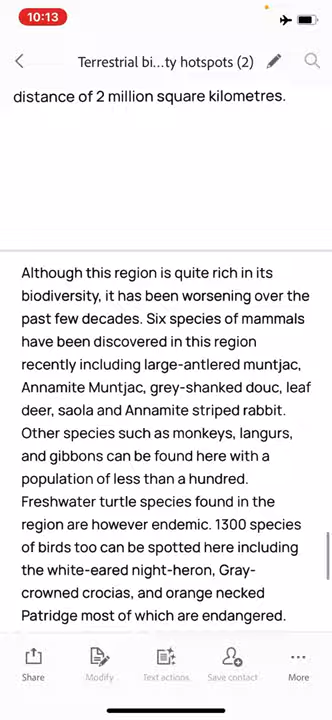 10:13
Terrestrial bi...ty hotspots (2)
distance of 2 million square kilometres.
Although this region is quite rich in its
biodiversity, it has been worsening over the
past few decades. Six species of mammals
have been discovered in this region
recently including large-antlered muntjac,
Annamite Muntjac, grey-shanked douc, leaf
deer, saola and Annamite striped rabbit.
Other species such as monkeys, langurs,
and gibbons can be found here with a
population of less than a hundred.
Freshwater turtle species found in the
region are however endemic. 1300 species
of birds too can be spotted here including
the white-eared night-heron, Gray-
crowned crocias, and orange necked
Patridge most of which are endangered.
Share Modify Text actions Save contact More